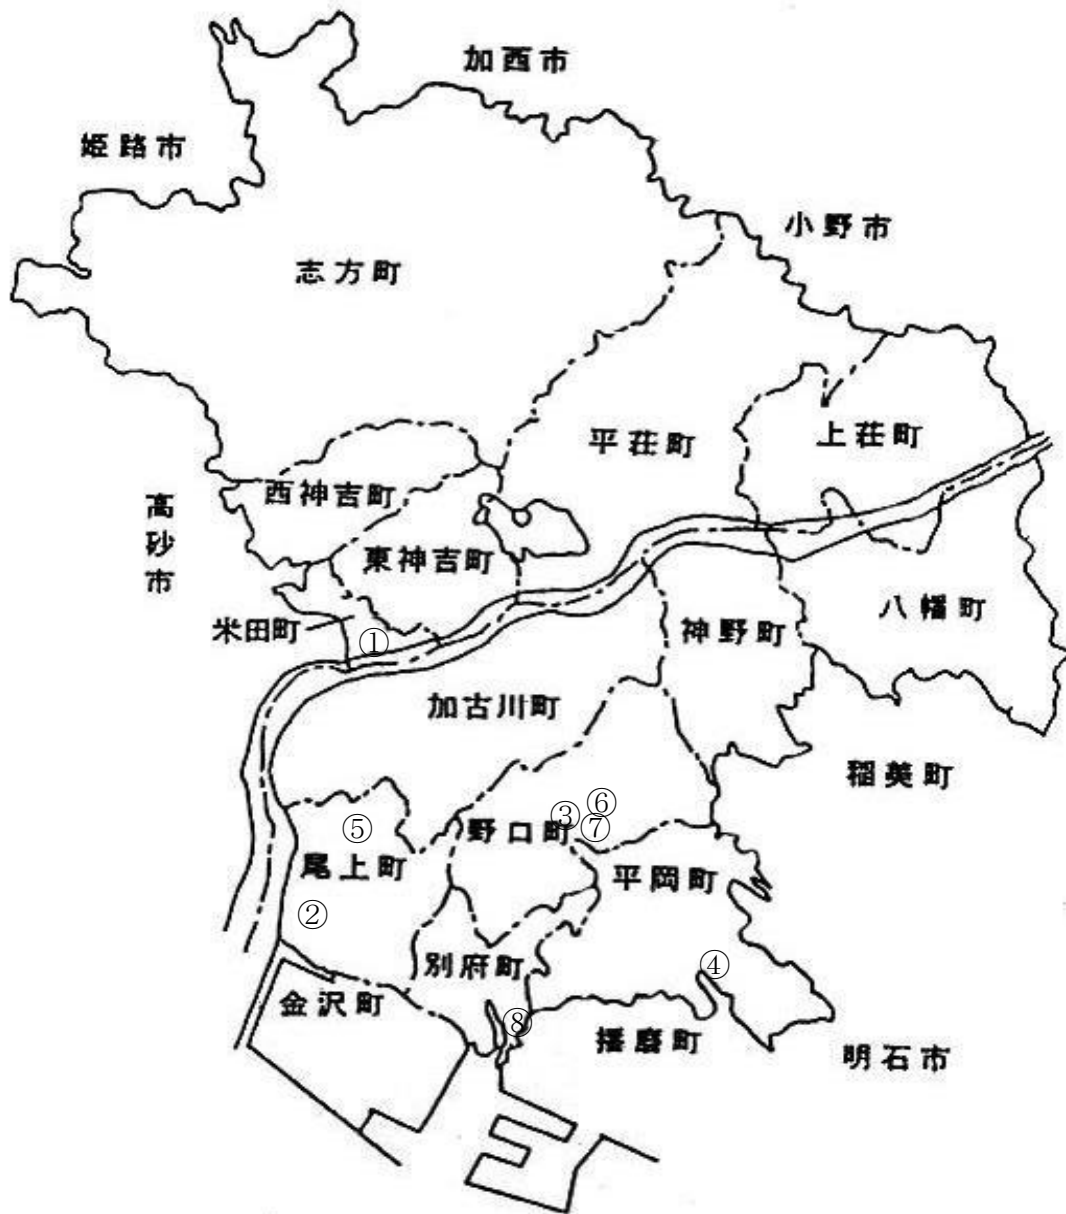 加西市
姫路市
小野市
志方町
平荘町
上荘町
西神吉町
高砂市
東神吉町
八幡町
米田町
①
神野町
加古川町
稲美町
⑥
③
⑦
⑤
野口町
尾上町
平岡町
②
別府町
④
金沢町
⑧
播磨町
明石市